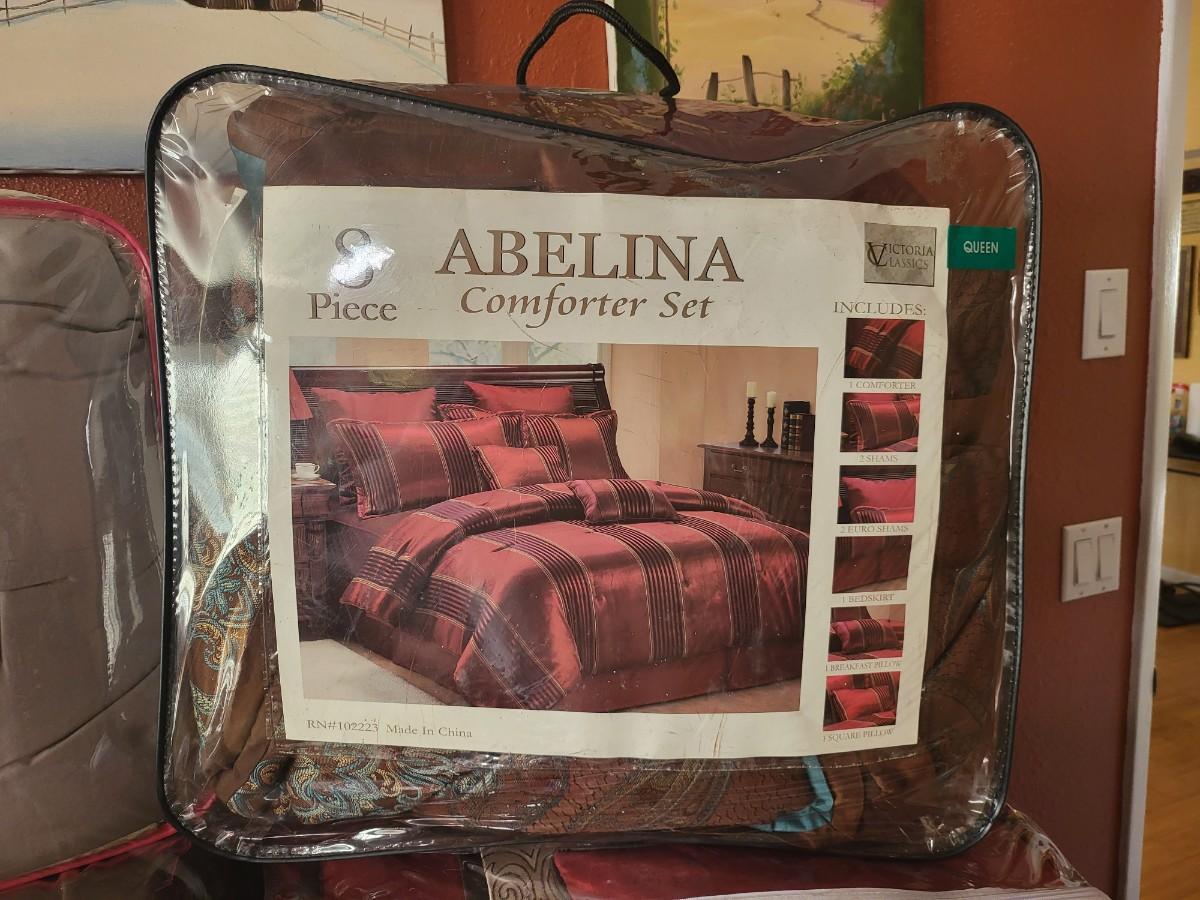 8
Piece
ABELINA
Comforter Set
VICTORIA
CLASSICS
QUEEN
INCLUDES:
1 COMFORTER
2 SHAMS
2 EURO SHAMS
1 BEDSKIRT
1 BREAKFAST PILLOW
1 SQUARE PILLOW
RN#102223 Made In China